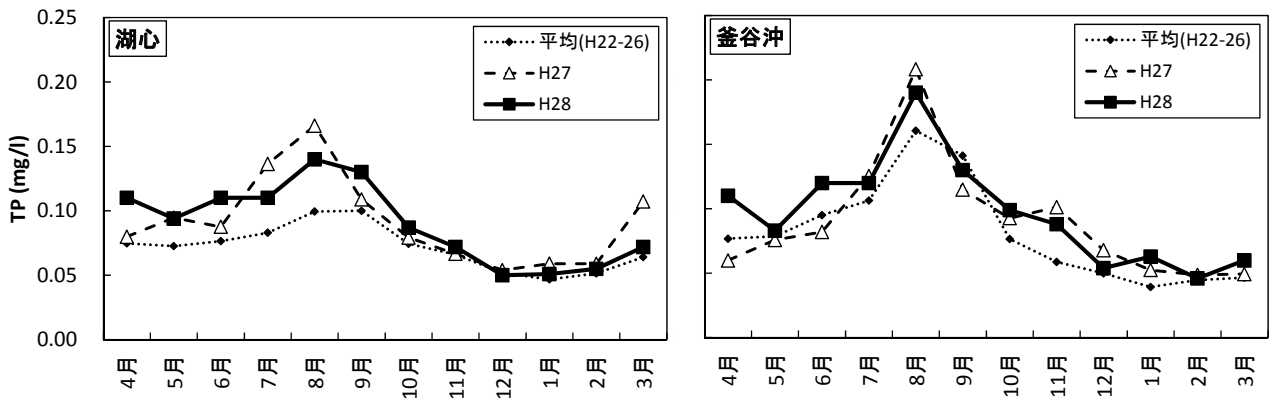 湖心
平均(H22-26)
H27
H28
TP (mg/l)
0.25
0.20
0.15
0.10
0.05
0.00
4月 5月 6月 7月 8月 9月 10月 11月 12月 1月 2月 3月
釜谷沖
平均(H22-26)
H27
H28
4月 5月 6月 7月 8月 9月 10月 11月 12月 1月 2月 3月